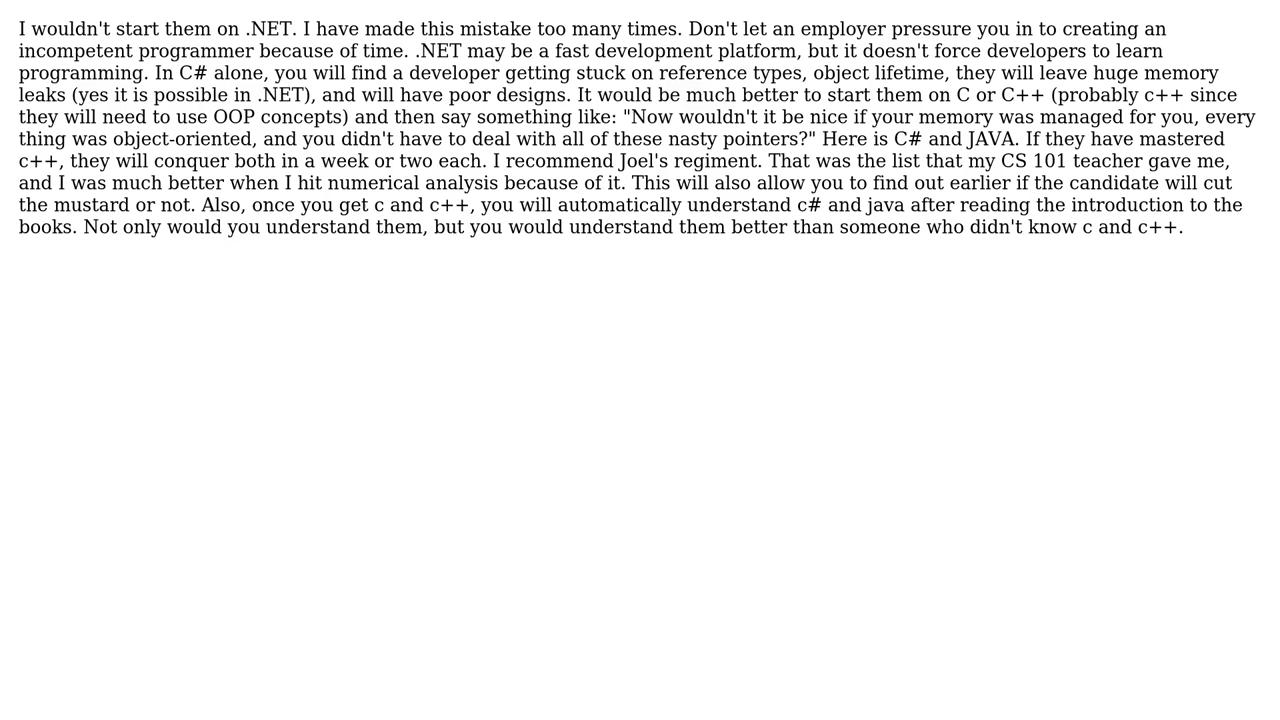 I wouldn't start them on .NET. I have made this mistake too many times. Don't let an employer pressure you in to creating an
incompetent programmer because of time. .NET may be a fast development platform, but it doesn't force developers to learn
programming. In C# alone, you will find a developer getting stuck on reference types, object lifetime, they will leave huge memory
leaks (yes it is possible in .NET), and will have poor designs. It would be much better to start them on C or C++ (probably c++ since
they will need to use OOP concepts) and then say something like: "Now wouldn't it be nice if your memory was managed for you, every
thing was object-oriented, and you didn't have to deal with all of these nasty pointers?" Here is C# and JAVA. If they have mastered
c++, they will conquer both in a week or two each. I recommend Joel's regiment. That was the list that my CS 101 teacher gave me,
and I was much better when I hit numerical analysis because of it. This will also allow you to find out earlier if the candidate will cut
the mustard or not. Also, once you get c and c++, you will automatically understand c# and java after reading the introduction to the
books. Not only would you understand them, but you would understand them better than someone who didn't know c and c++.